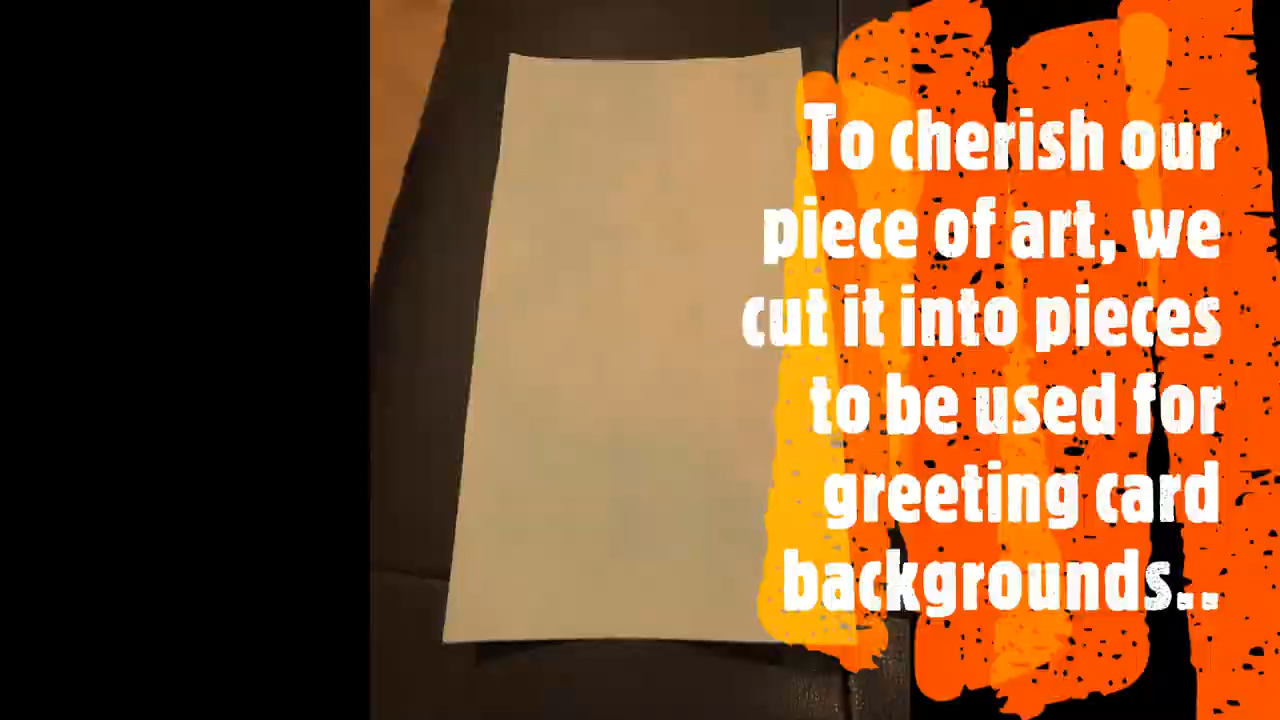 To cherish our
piece of art, we
cut it into pieces
to be used for
greeting card
backgrounds..